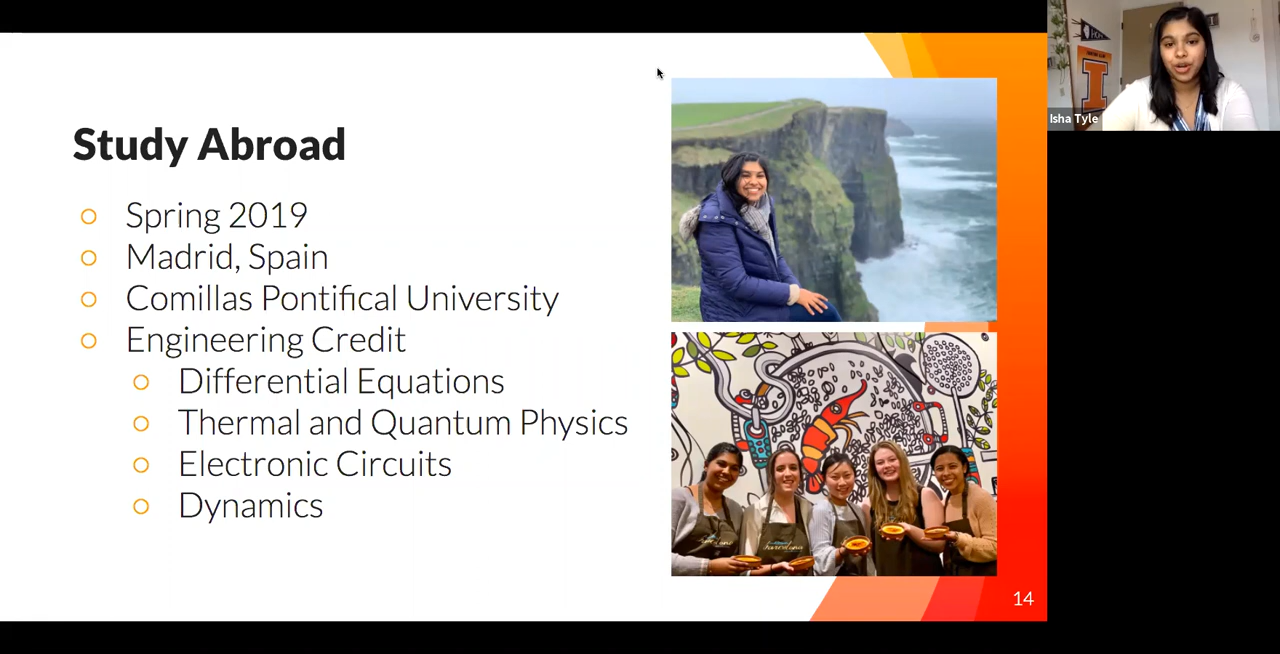 Study Abroad
Spring 2019
Madrid, Spain
Comillas Pontifical University
Engineering Credit
Differential Equations
Thermal and Quantum Physics
Electronic Circuits
Dynamics
14
Isha Tyle
I